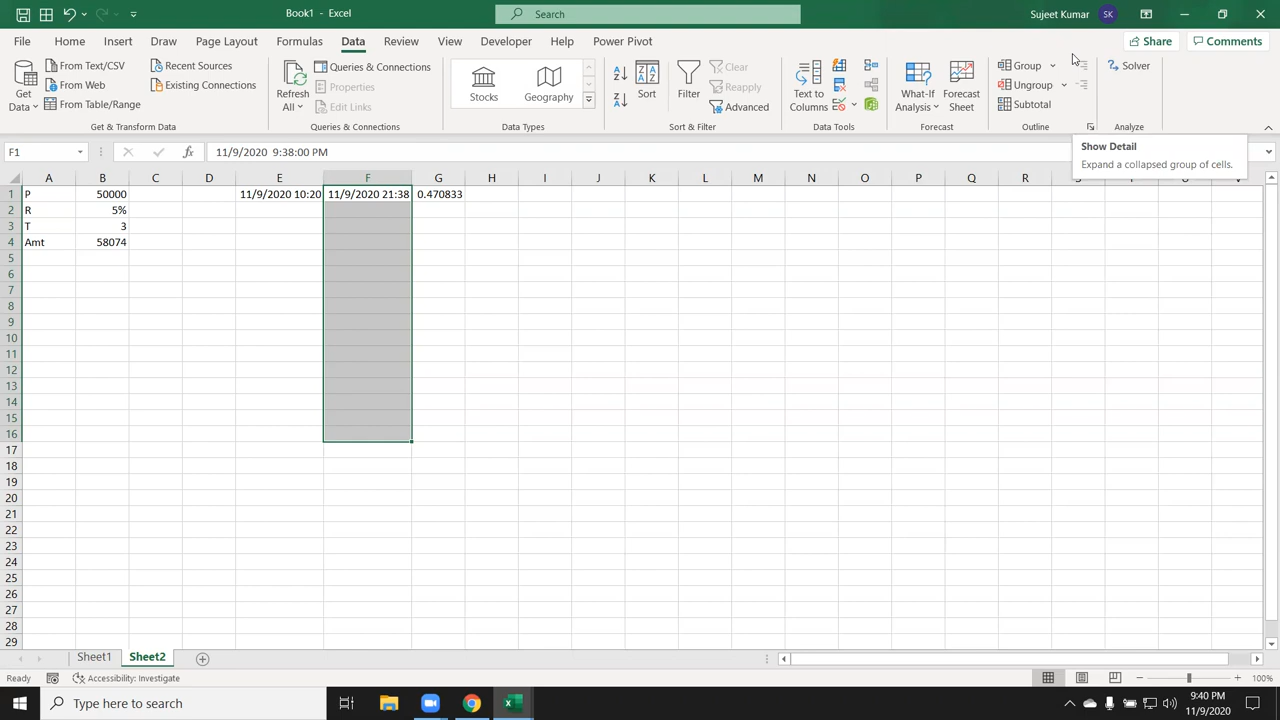 Book1 - Excel
Search
Sujeet Kumar
SK
File Home Insert Draw Page Layout Formulas Data Review View Developer Help Power Pivot
Share
Comments
Get Data
From Text/CSV
From Web
From Table/Range
Recent Sources
Existing Connections
Get & Transform Data
Refresh All
Queries & Connections
Properties
Edit Links
Queries & Connections
Stocks
Geography
Data Types
Sort
Filter
Clear
Reapply
Advanced
Sort & Filter
Text to Columns
Data Tools
What-If Analysis
Forecast Sheet
Forecast
Group
Ungroup
Subtotal
Outline
Solver
Analyze
Show Detail
Expand a collapsed group of cells.
F1
fx
11/9/2020 9:38:00 PM
A B C D E F G H I J K L M N O P Q R
1 P 50000 11/9/2020 10:20 11/9/2020 21:38 0.470833
2 R 5%
3 T 3
4 Amt 58074
5
6
7
8
9
10
11
12
13
14
15
16
17
18
19
20
21
22
23
24
25
26
27
28
29
Sheet1 Sheet2
Ready
Accessibility: Investigate
100%
Type here to search
9:40 PM
11/9/2020